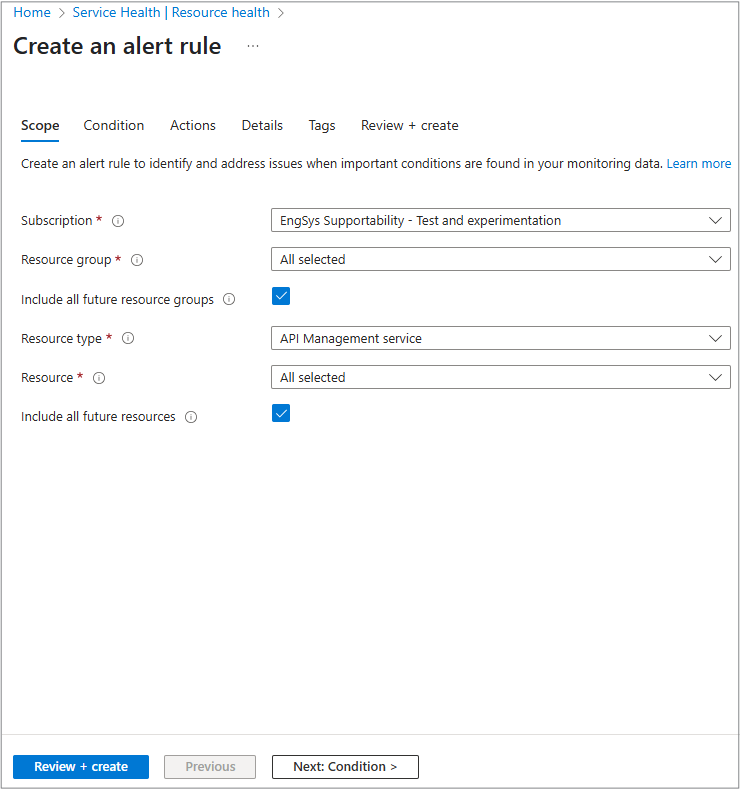 Home > Service Health | Resource health >
Create an alert rule ...
Scope Condition Actions Details Tags Review + create
Create an alert rule to identify and address issues when important conditions are found in your monitoring data. Learn more
Subscription * EngSys Supportability - Test and experimentation
Resource group * All selected
Include all future resource groups
Resource type * API Management service
Resource * All selected
Include all future resources
Review + create Previous Next: Condition >